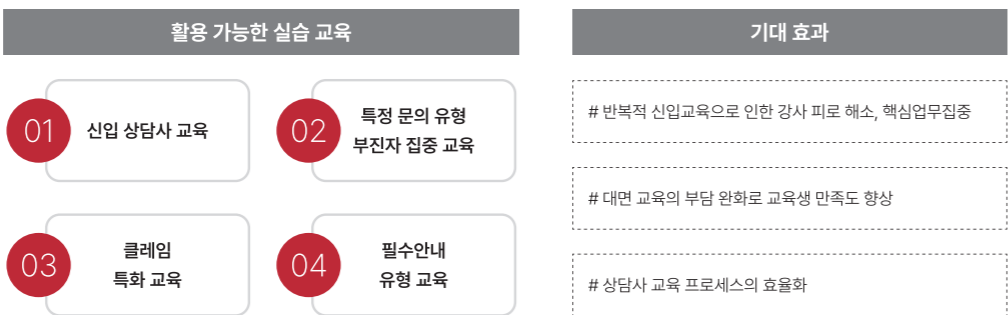 활용 가능한 실습 교육
01
신입 상담사 교육
02
특정 문의 유형
부진자 집중 교육
03
클레임
특화 교육
04
필수안내
유형 교육
기대 효과
# 반복적 신입교육으로 인한 강사 피로 해소, 핵심업무집중
# 대면 교육의 부담 완화로 교육생 만족도 향상
# 상담사 교육 프로세스의 효율화